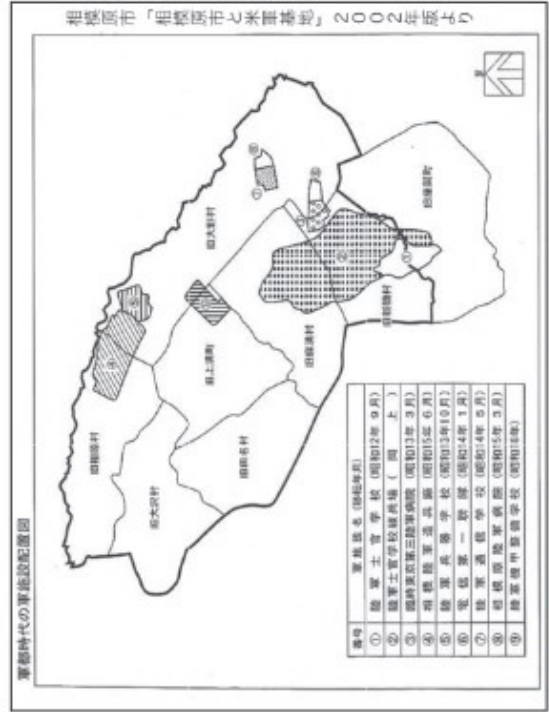 相模原市「相模原市と米軍基地」2002年版より
軍都時代の軍施設配置図
旧相原村
旧大沢村
旧田名村
旧上溝町
旧大野村
旧麻溝村
旧新磯村
旧座間町
④
⑤
⑦
⑧
③
⑥
②
①
番号 軍施設名
① 陸軍士官学校(昭和12年9月)
② 陸軍士官学校練兵場(同 上)
③ 臨時東京第三陸軍病院(昭和13年3月)
④ 相模陸軍造兵廠(昭和15年6月)
⑤ 陸軍兵器学校(昭和13年10月)
⑥ 電信第一聯隊(昭和14年1月)
⑦ 陸軍通信学校(昭和14年5月)
⑧ 相模原陸軍病院(昭和15年3月)
⑨ 陸軍機甲整備学校(昭和18年)